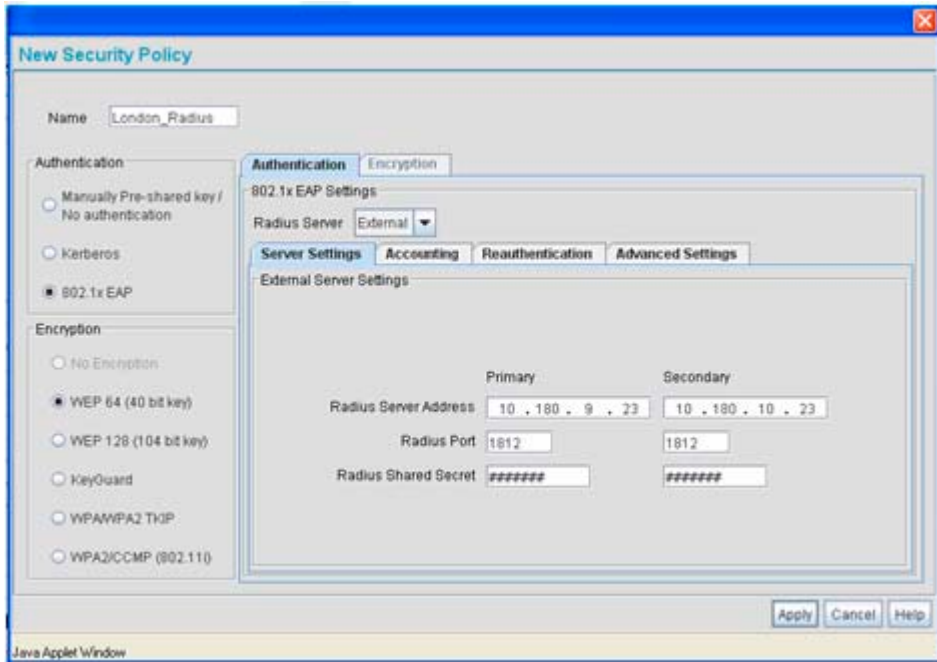 New Security Policy
Name London_Radius
Authentication
Manually Pre-shared key /
No authentication
Kerberos
802.1x EAP
Encryption
No Encryption
WEP 64 (40 bit key)
WEP 128 (104 bit key)
KeyGuard
WPA/WPA2 TKIP
WPA2/CCMP (802.11i)
Authentication Encryption
802.1x EAP Settings
Radius Server External
Server Settings Accounting Reauthentication Advanced Settings
External Server Settings
Primary Secondary
Radius Server Address 10 . 180 . 9 . 23 10 . 180 . 10 . 23
Radius Port 1812 1812
Radius Shared Secret ####### #######
Apply Cancel Help
Java Applet Window